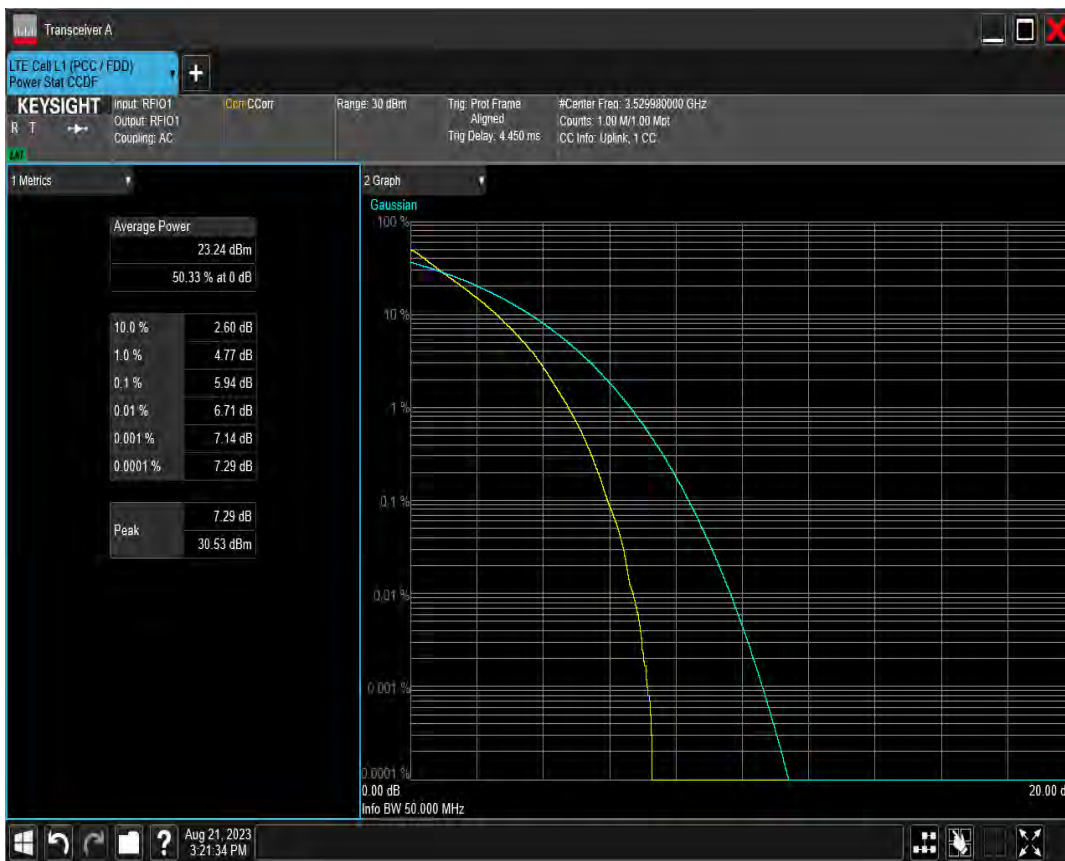 Transceiver A
LTE Cell L1 (PCC / FDD)
Power Stat CCDF
+
KEYSIGHT
R T
Input: RFIO1
Output: RFIO1
Coupling: AC
Corr CCorr
Range: 30 dBm
Trig: Prot Frame
Aligned
Trig Delay: 4.450 ms
#Center Freq: 3.529980000 GHz
Counts: 1.00 M/1.00 Mpt
CC Info: Uplink, 1 CC
1 Metrics
Average Power
23.24 dBm
50.33 % at 0 dB
10.0 % 2.60 dB
1.0 % 4.77 dB
0.1 % 5.94 dB
0.01 % 6.71 dB
0.001 % 7.14 dB
0.0001 % 7.29 dB
Peak 7.29 dB
30.53 dBm
2 Graph
Gaussian
100 %
10 %
1 %
0.1 %
0.01 %
0.001 %
0.0001 %
0.00 dB
20.00 d
Info BW 50.000 MHz
?
Aug 21, 2023
3:21:34 PM